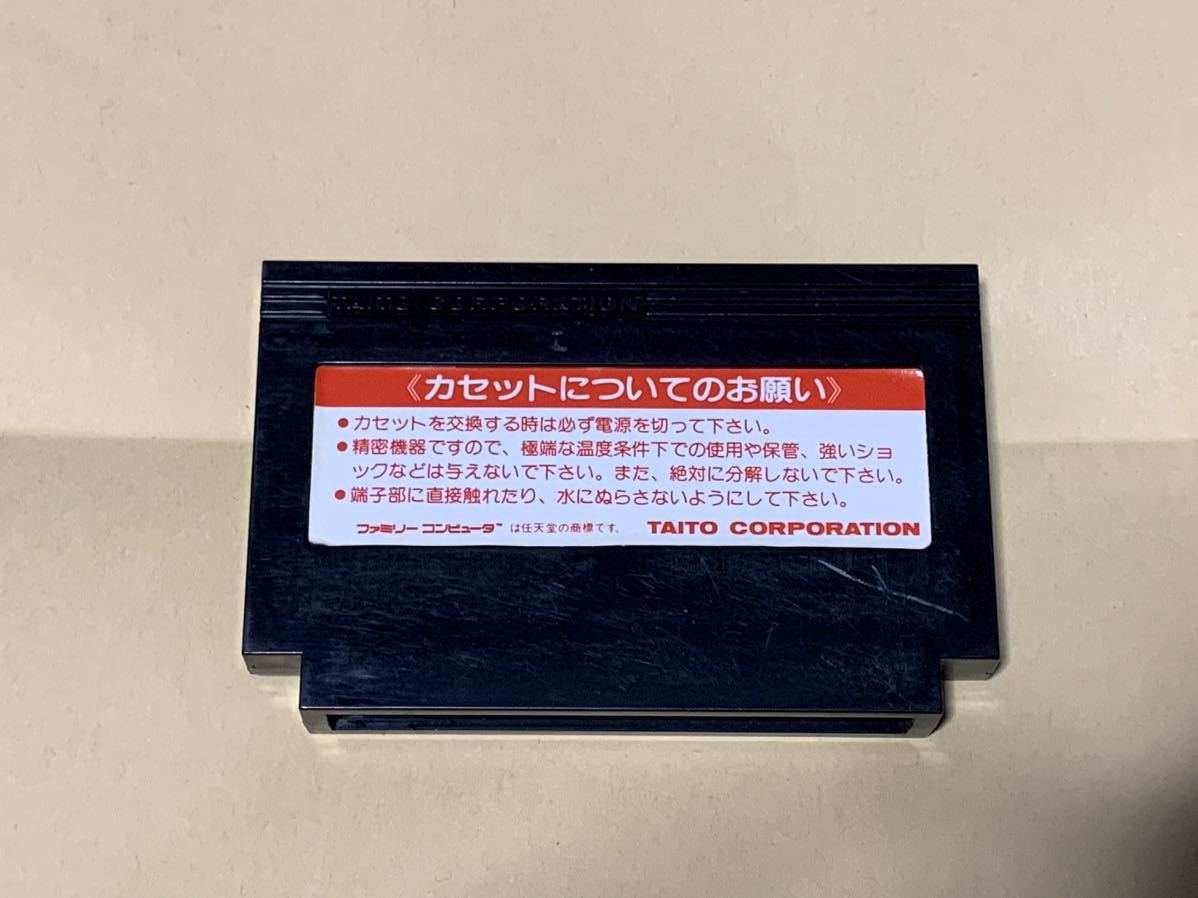 TAITO CORPORATION
《カセットについてのお願い》
●カセットを交換する時は必ず電源を切って下さい。
●精密機器ですので、極端な温度条件下での使用や保管、強いショ
ックなどは与えないで下さい。また、絶対に分解しないで下さい。
●端子部に直接触れたり、水にぬらさないようにして下さい。
ファミリーコンピュータ™ は任天堂の商標です。 TAITO CORPORATION